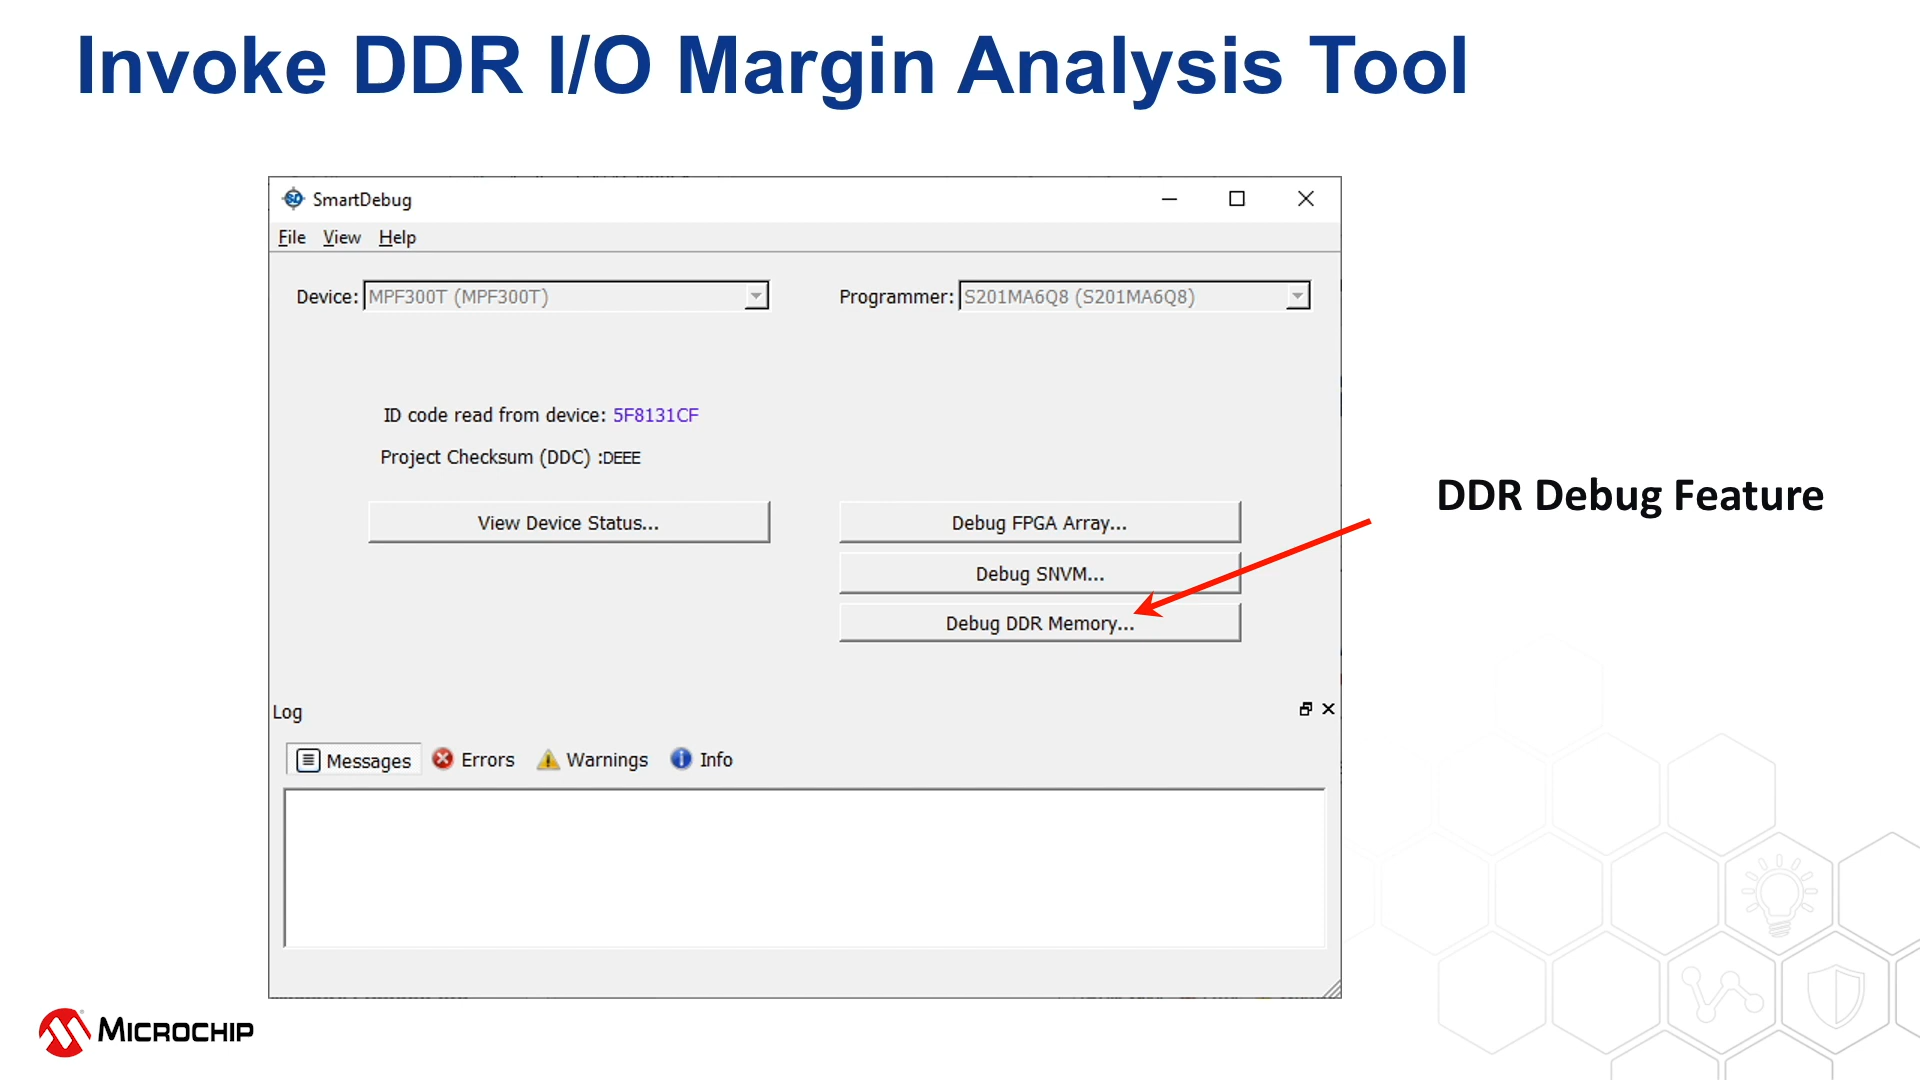 Invoke DDR I/O Margin Analysis Tool
SmartDebug
File View Help
Device: MPF300T (MPF300T) Programmer: S201MA6Q8 (S201MA6Q8)
ID code read from device: 5F8131CF
Project Checksum (DDC) :DEEE
DDR Debug Feature
View Device Status... Debug FPGA Array...
Debug SNVM...
Debug DDR Memory...
Log
Messages Errors Warnings Info
MICROCHIP